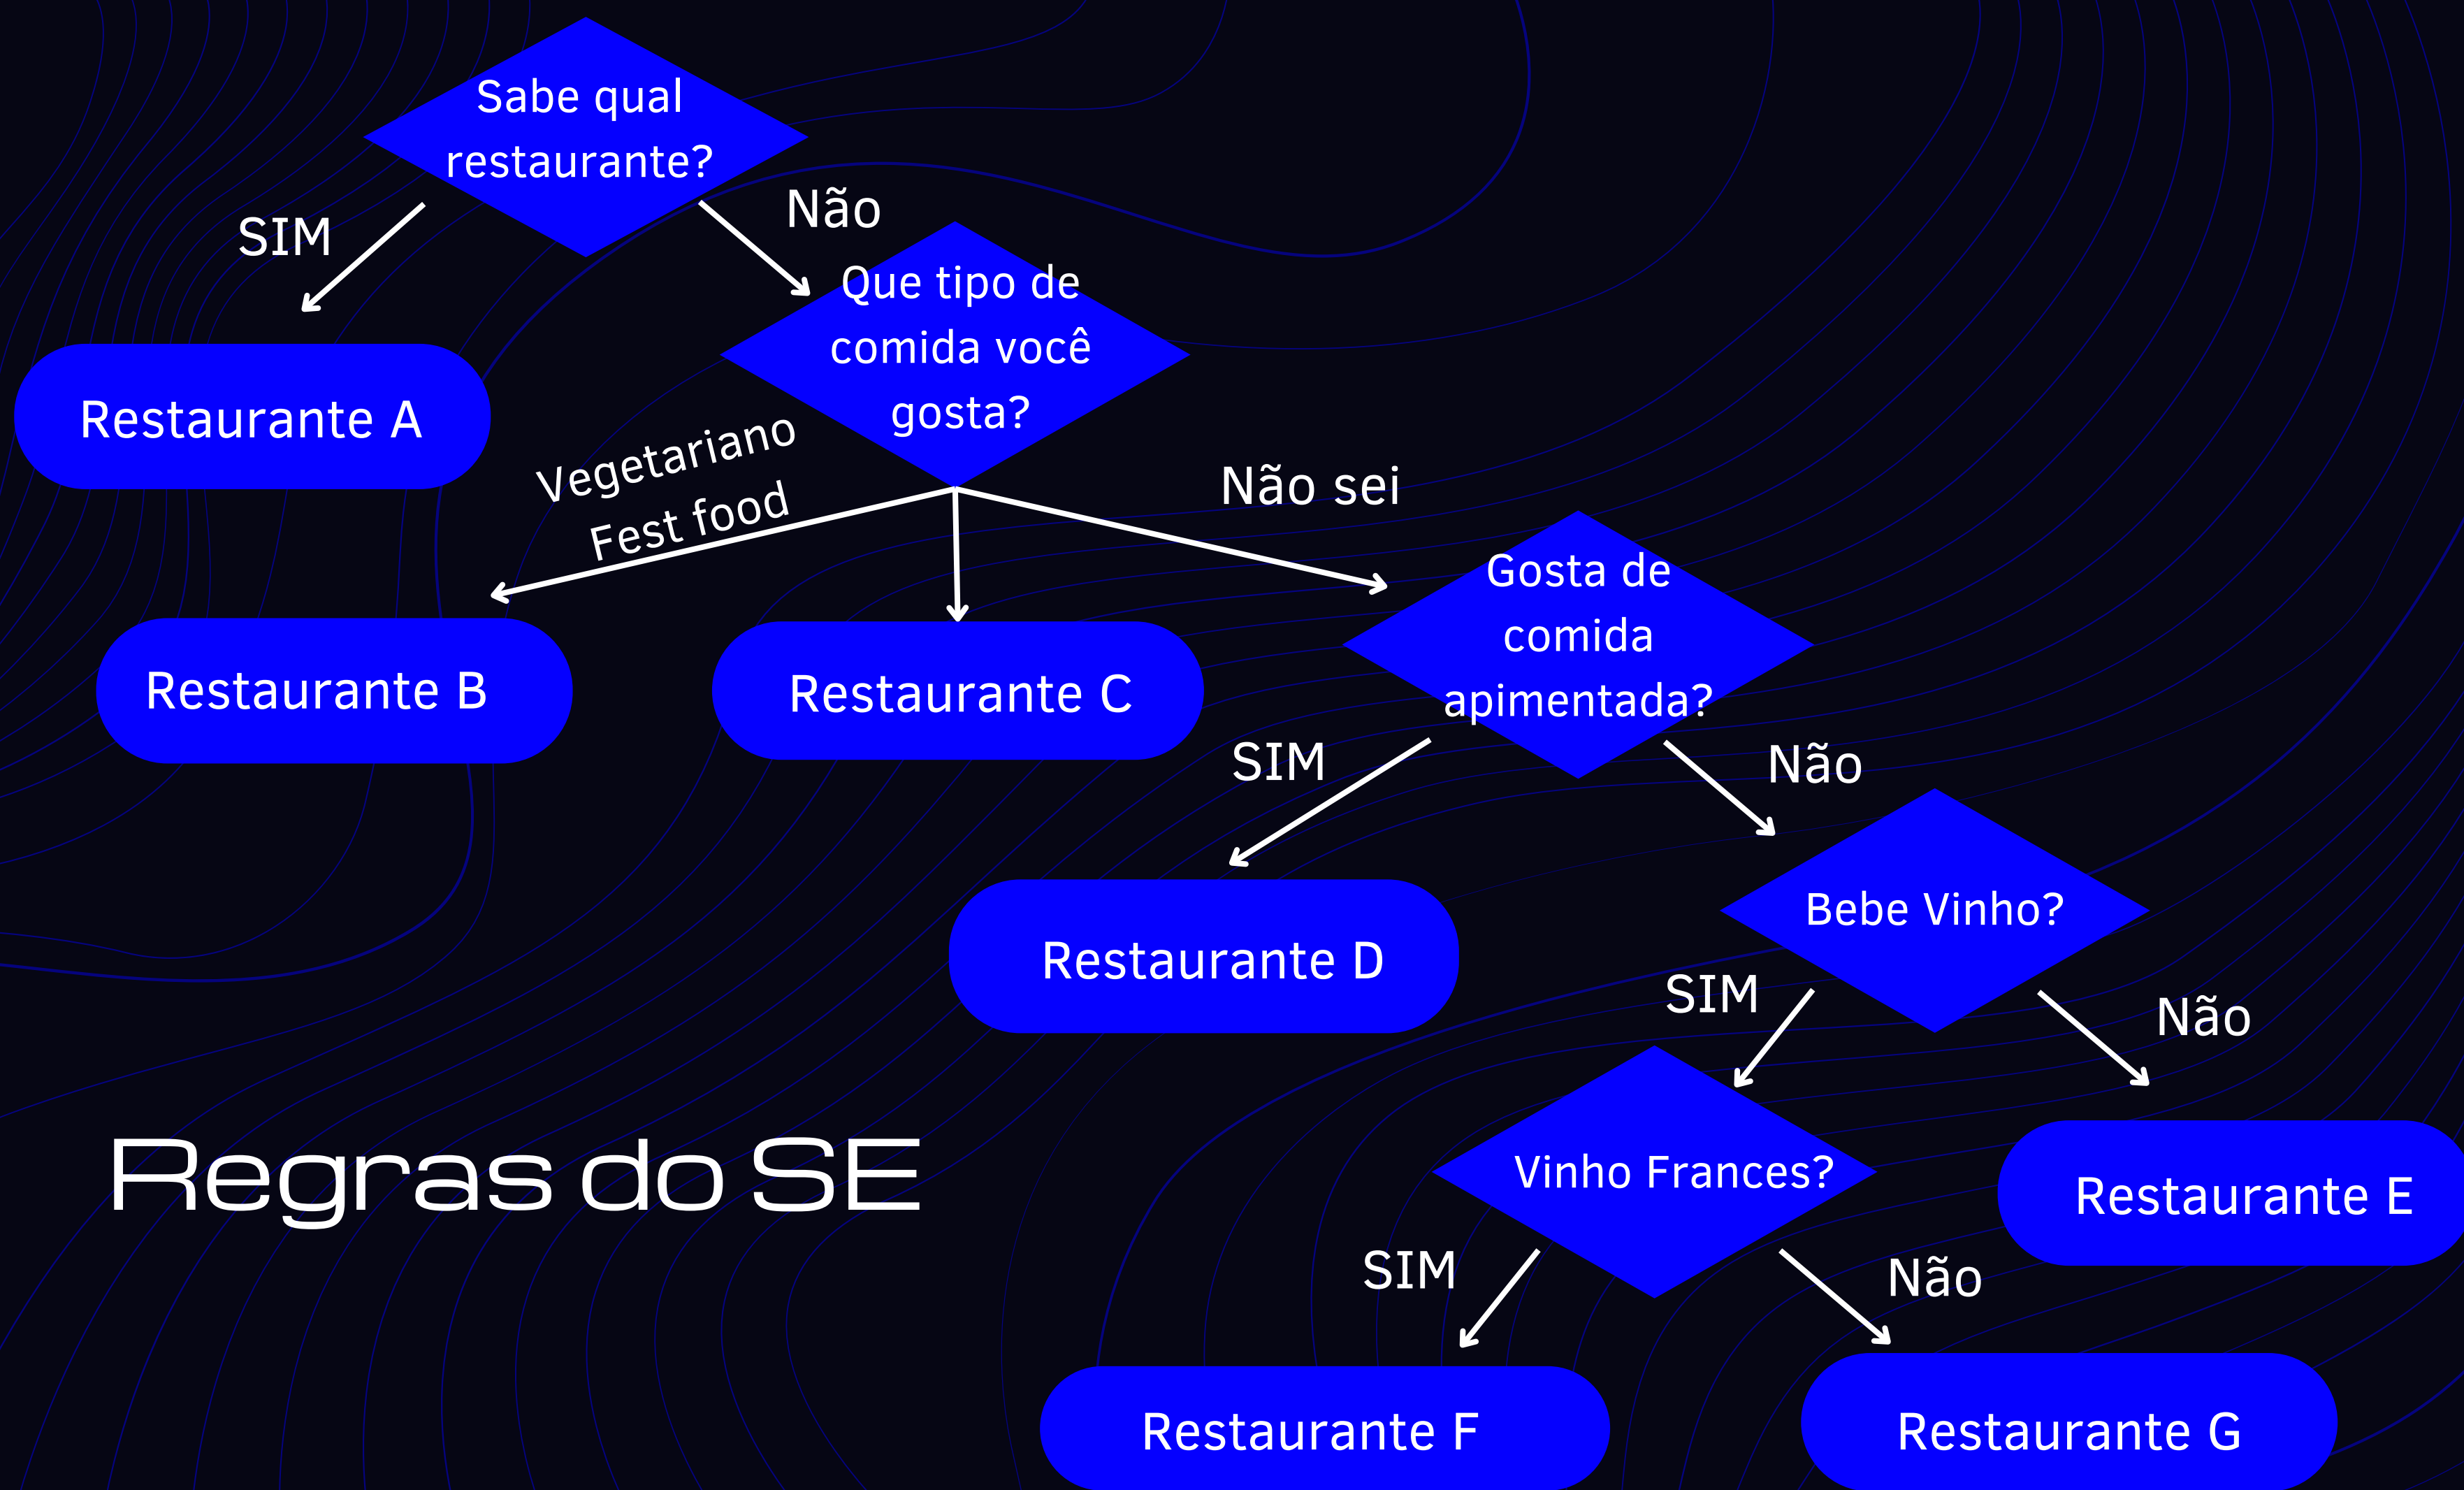 Sabe qual
restaurante?
SIM
Não
Que tipo de
comida você
gosta?
Restaurante A
Vegetariano
Fest food
Não sei
Gosta de
comida
apimentada?
Restaurante B
Restaurante C
SIM
Não
Bebe Vinho?
Restaurante D
SIM
Não
Regras do SE
Vinho Frances?
Restaurante E
SIM
Não
Restaurante F
Restaurante G